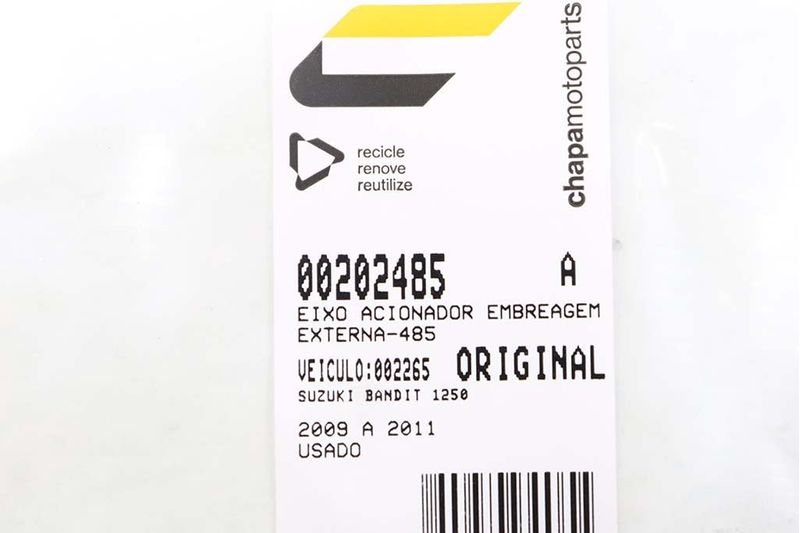 chapamotoparts
recicle
renove
reutilize
00202485 A
EIXO ACIONADOR EMBREAGEM
EXTERNA-485
VEICULO:002265 ORIGINAL
SUZUKI BANDIT 1250
2009 A 2011
USADO